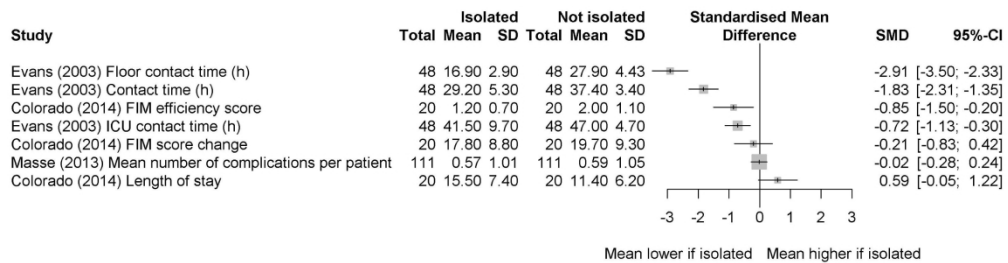 Isolated Not isolated Standardised Mean
Study Total Mean SD Total Mean SD Difference SMD 95%-CI
Evans (2003) Floor contact time (h) 48 16.90 2.90 48 27.90 4.43 -2.91 [-3.50; -2.33]
Evans (2003) Contact time (h) 48 29.20 5.30 48 37.40 3.40 -1.83 [-2.31; -1.35]
Colorado (2014) FIM efficiency score 20 1.20 0.70 20 2.00 1.10 -0.85 [-1.50; -0.20]
Evans (2003) ICU contact time (h) 48 41.50 9.70 48 47.00 4.70 -0.72 [-1.13; -0.30]
Colorado (2014) FIM score change 20 17.80 8.80 20 19.70 9.30 -0.21 [-0.83; 0.42]
Masse (2013) Mean number of complications per patient 111 0.57 1.01 111 0.59 1.05 -0.02 [-0.28; 0.24]
Colorado (2014) Length of stay 20 15.50 7.40 20 11.40 6.20 0.59 [-0.05; 1.22]
-3 -2 -1 0 1 2 3
Mean lower if isolated Mean higher if isolated